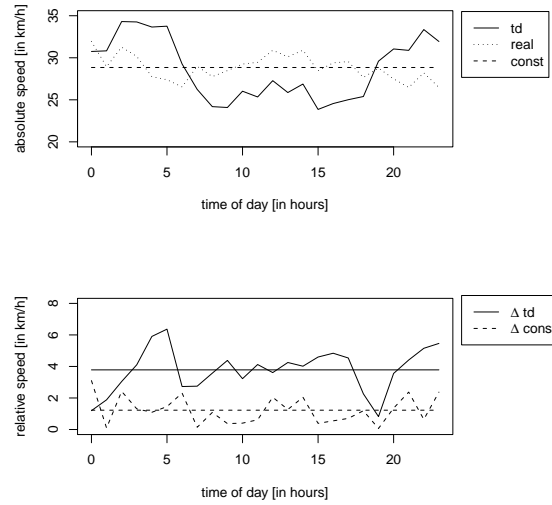 absolute speed [in km/h]
35
30
25
20
0 5 10 15 20
time of day [in hours]
td
real
const
relative speed [in km/h]
8
6
4
2
0
0 5 10 15 20
time of day [in hours]
Δ td
Δ cons